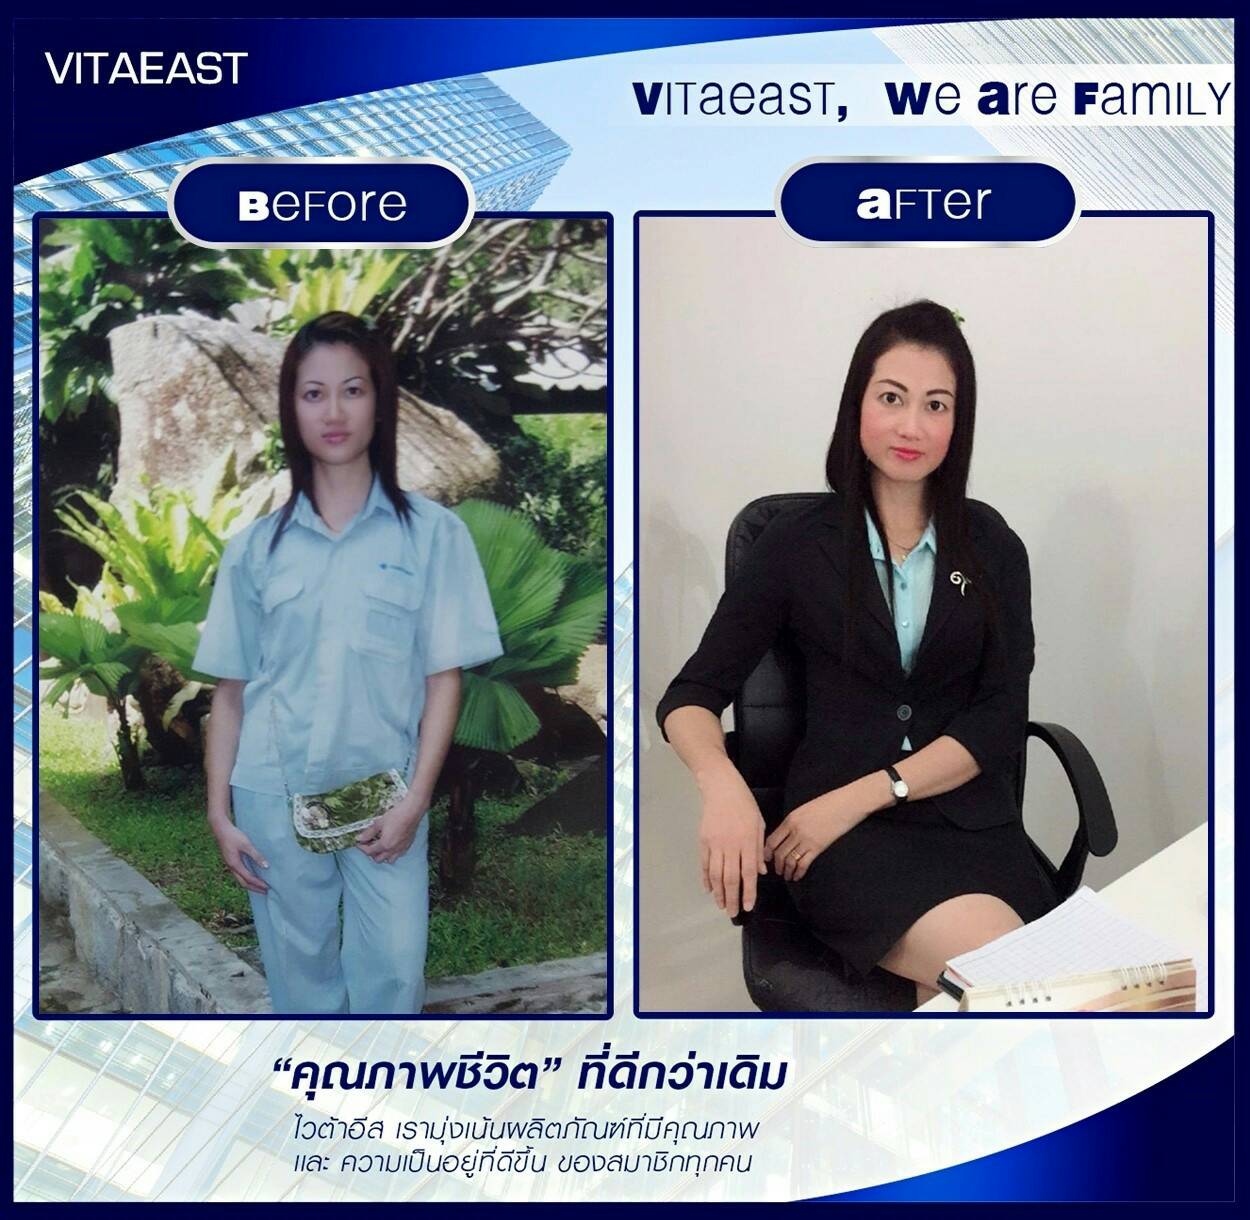 VITAEAST
VITaeasT, We are FamILY
BeFore
aFTer
“คุณภาพชีวิต” ที่ดีกว่าเดิม
ไวต้าอีส เรามุ่งเน้นผลิตภัณฑ์ที่มีคุณภาพ
และ ความเป็นอยู่ที่ดีขึ้น ของสมาชิกทุกคน